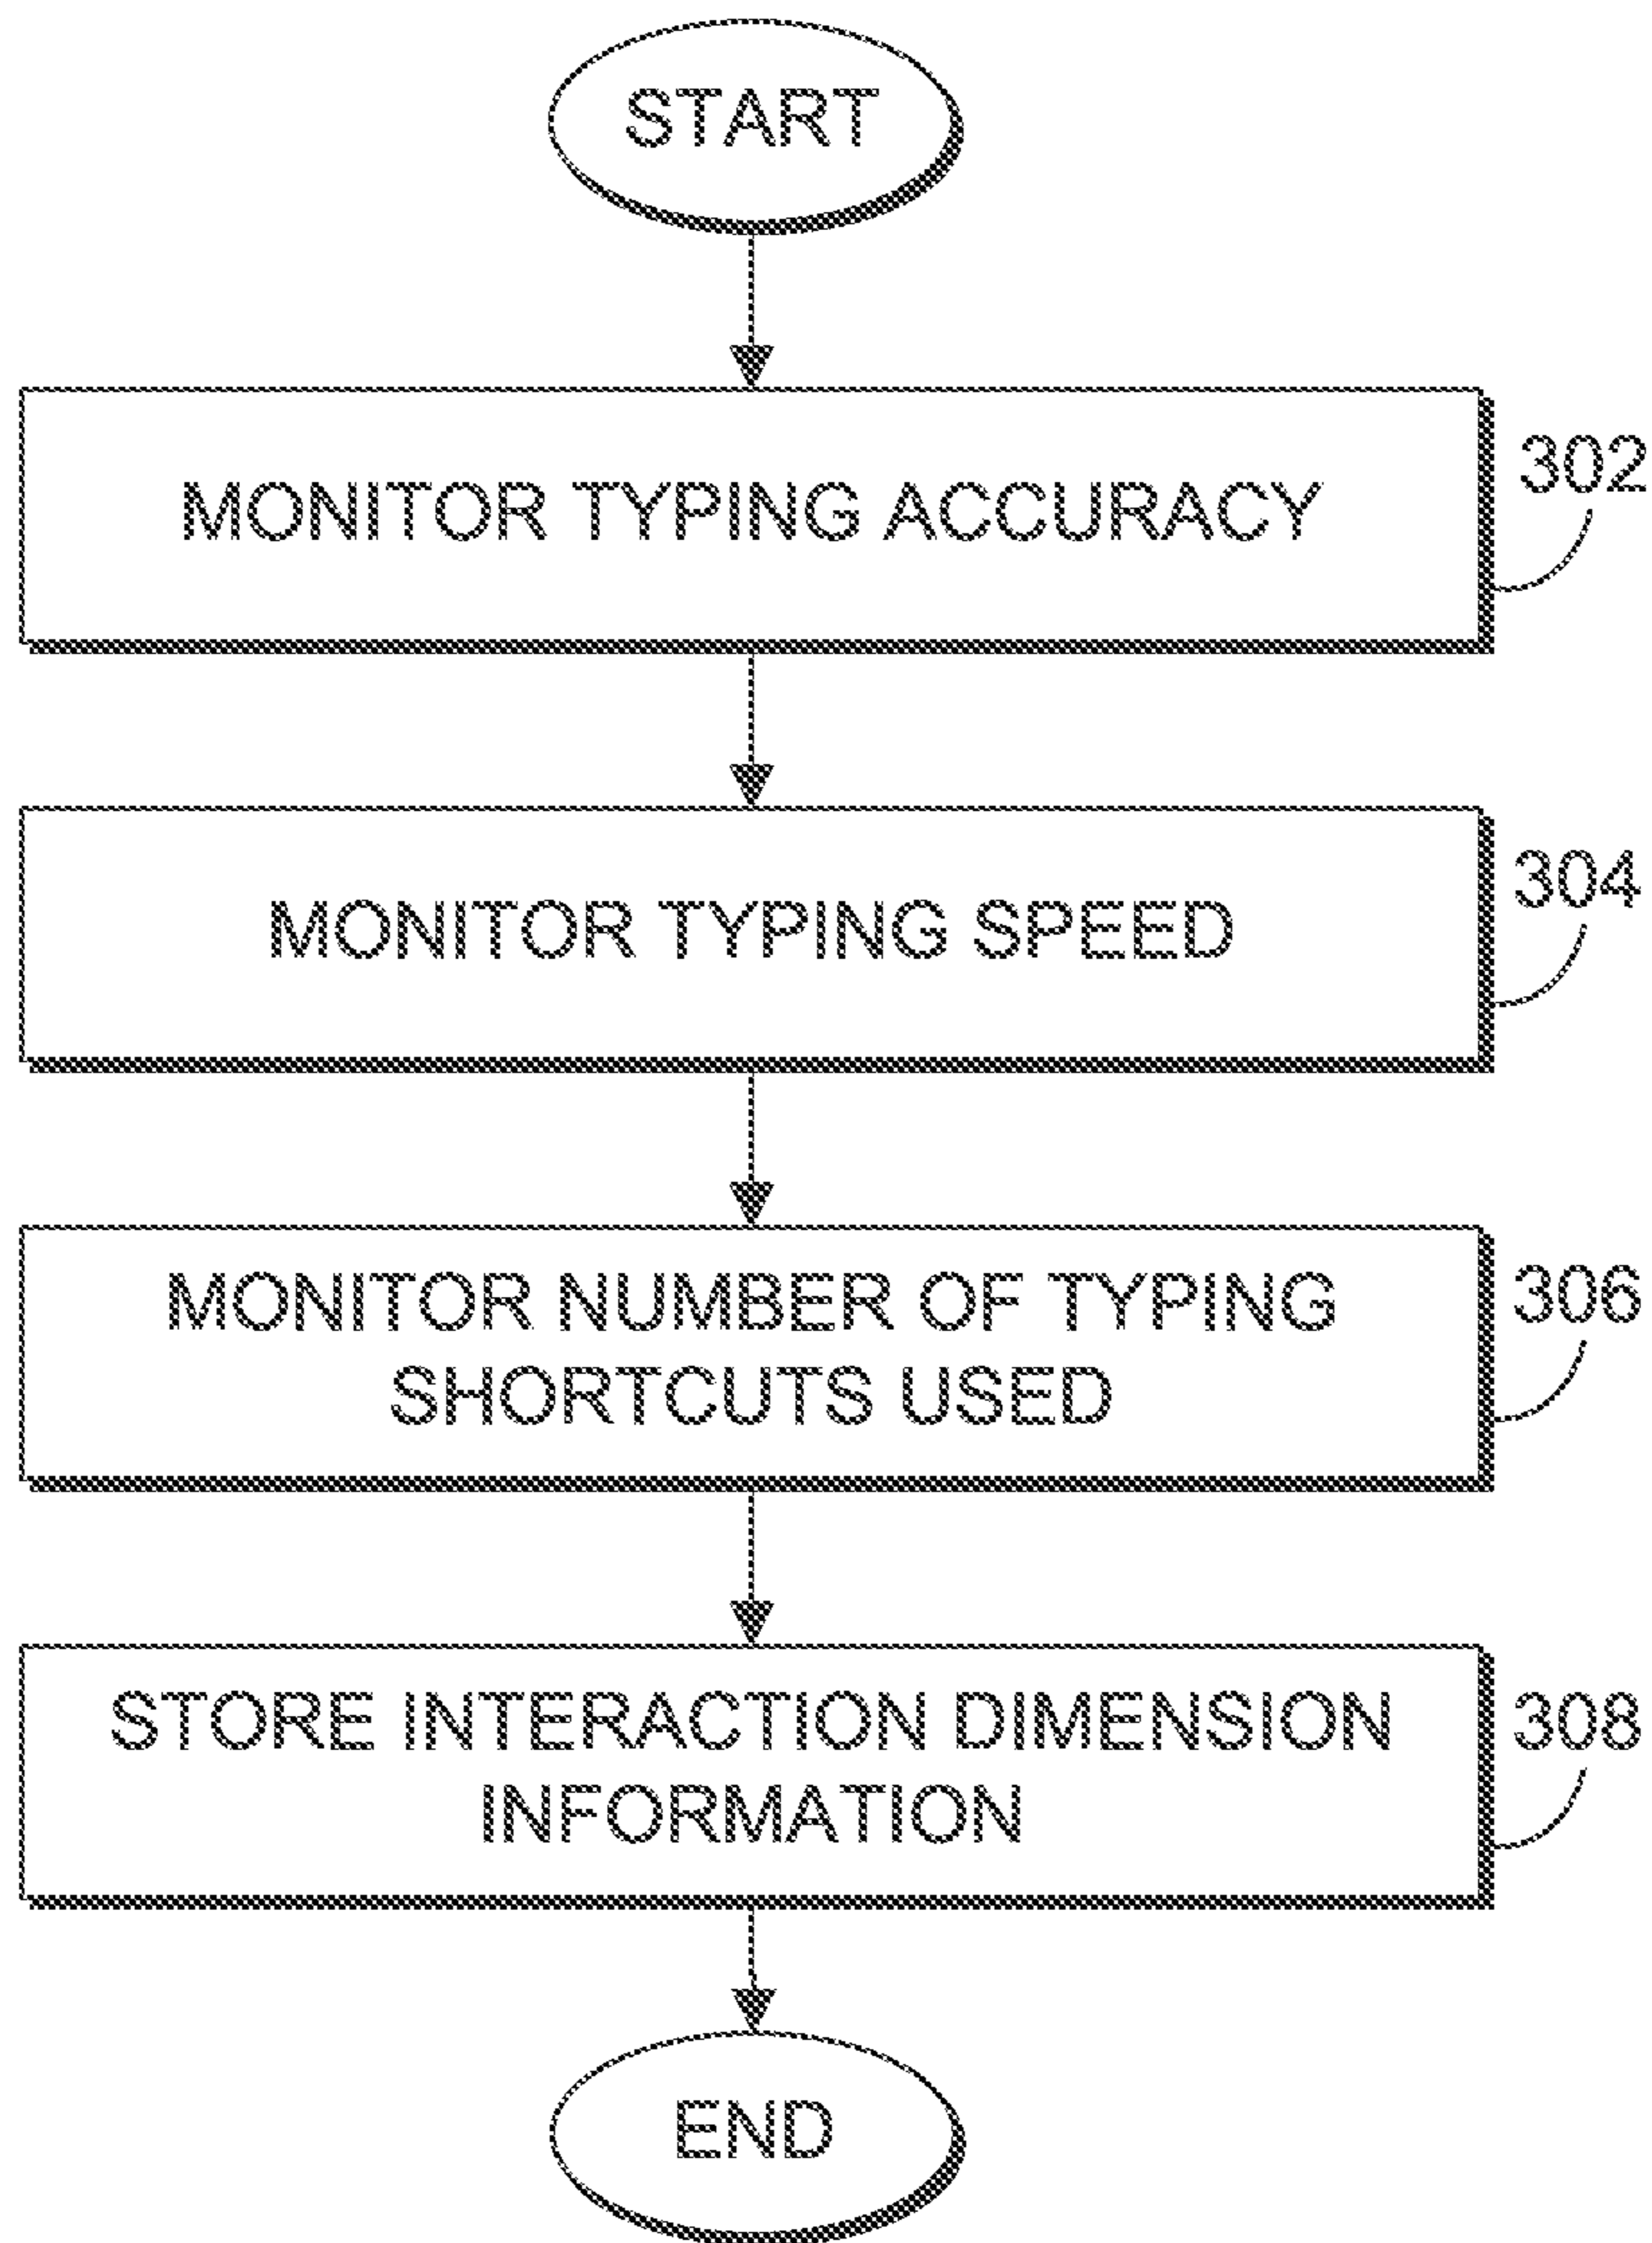 START
MONITOR TYPING ACCURACY
302
MONITOR TYPING SPEED
304
MONITOR NUMBER OF TYPING
SHORTCUTS USED
306
STORE INTERACTION DIMENSION
INFORMATION
308
END